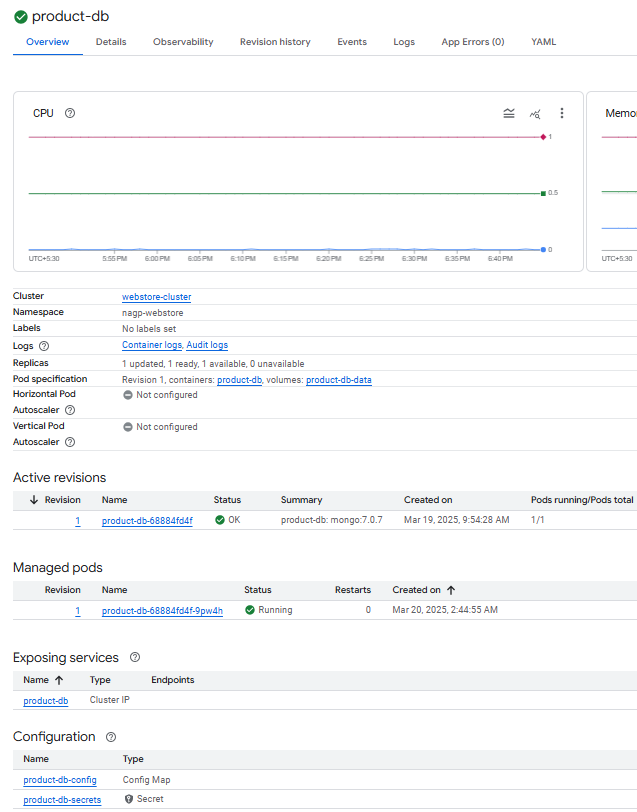 product-db
Overview Details Observability Revision history Events Logs App Errors (0) YAML
CPU
1
0.5
0
UTC+5:30 5:55 PM 6:00 PM 6:05 PM 6:10 PM 6:15 PM 6:20 PM 6:25 PM 6:30 PM 6:35 PM 6:40 PM
Memor
UTC+5:30
Cluster webstore-cluster
Namespace nagp-webstore
Labels No labels set
Logs Container logs, Audit logs
Replicas 1 updated, 1 ready, 1 available, 0 unavailable
Pod specification Revision 1, containers: product-db, volumes: product-db-data
Horizontal Pod Not configured
Autoscaler
Vertical Pod Not configured
Autoscaler
Active revisions
Revision Name Status Summary Created on Pods running/Pods total
1 product-db-68884fd4f OK product-db: mongo:7.0.7 Mar 19, 2025, 9:54:28 AM 1/1
Managed pods
Revision Name Status Restarts Created on
1 product-db-68884fd4f-9pw4h Running 0 Mar 20, 2025, 2:44:55 AM
Exposing services
Name Type Endpoints
product-db Cluster IP
Configuration
Name Type
product-db-config Config Map
product-db-secrets Secret